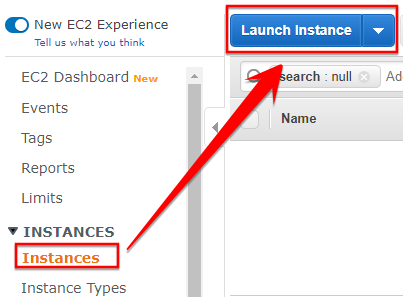 New EC2 Experience
Tell us what you think
EC2 Dashboard New
Events
Tags
Reports
Limits
INSTANCES
Instances
Instance Types
Launch Instance
search : null
Name